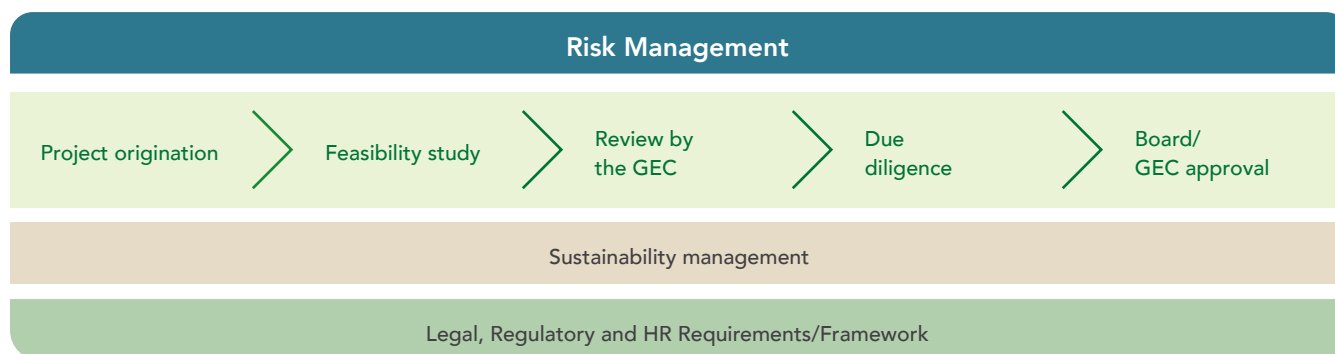 Risk Management
Project origination
Feasibility study
Review by
the GEC
Due
diligence
Board/
GEC approval
Sustainability management
Legal, Regulatory and HR Requirements/Framework